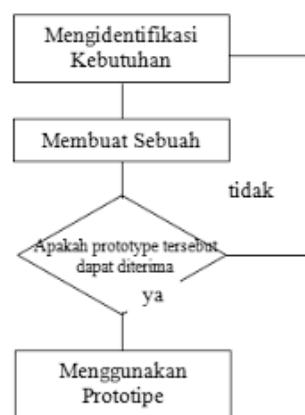 Mengidentifikasi
Kebutuhan
Membuat Sebuah
tidak
Apakah prototype tersebut
dapat diterima
ya
Menggunakan
Prototipe